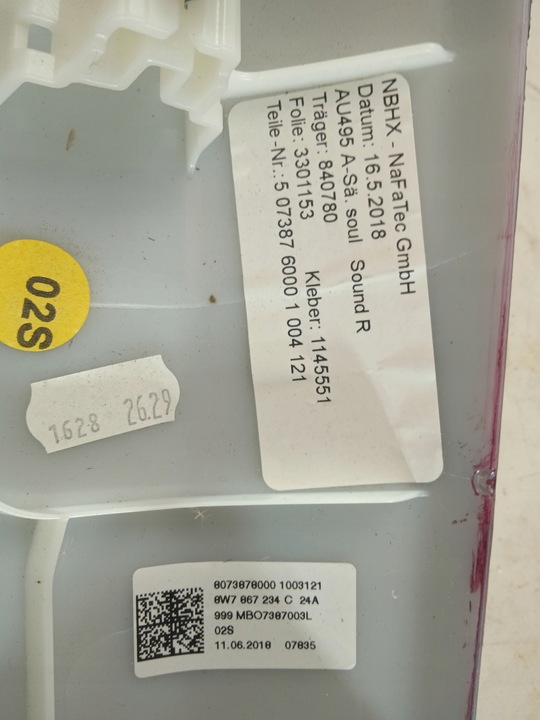 NBHX - NaFaTec GmbH
Datum: 16.5.2018
AU495 A-Sä. soul Sound R
Träger: 840780 Kleber: 1145551
Folie: 3301153
Teile -Nr.: 5 07387 6000 1 004 121
02S
1628 26.29
8073878000 1003121
8W7 867 234 C 24A
999 MBO7387003L
02S
11.06.2018 07835